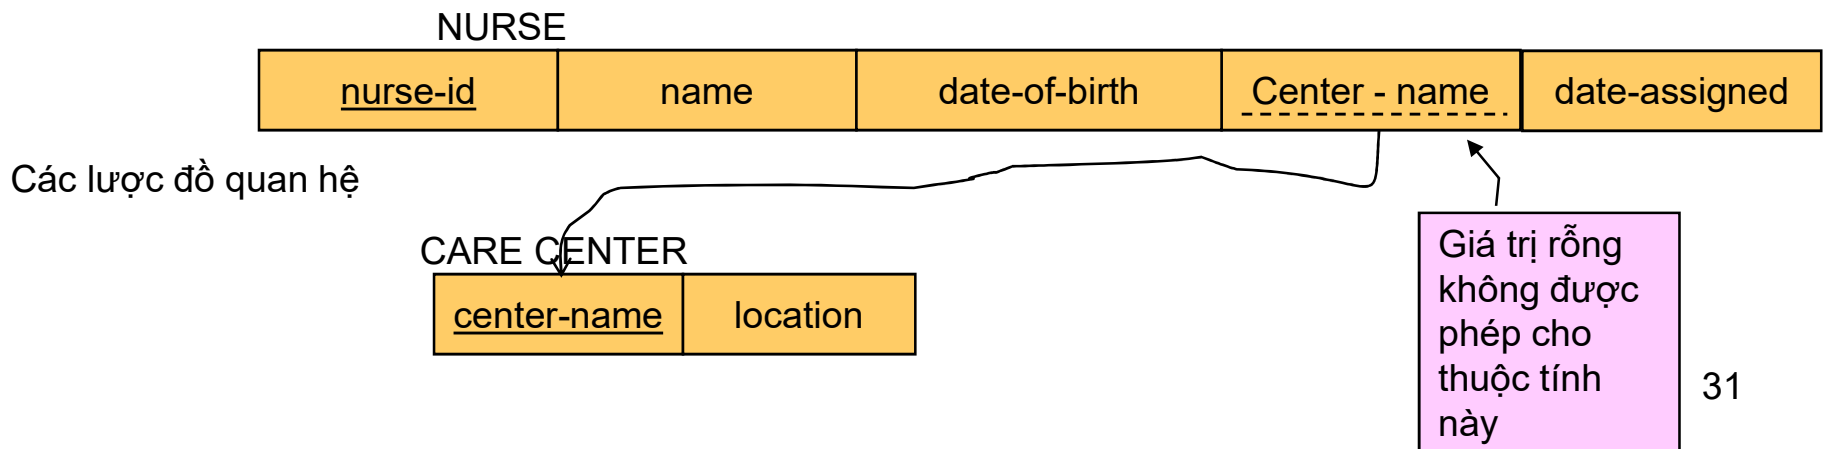 NURSE
nurse-id name date-of-birth Center - name date-assigned
Các lược đồ quan hệ
CARE CENTER
center-name location
Giá trị rỗng
không được
phép cho
thuộc tính
này
31